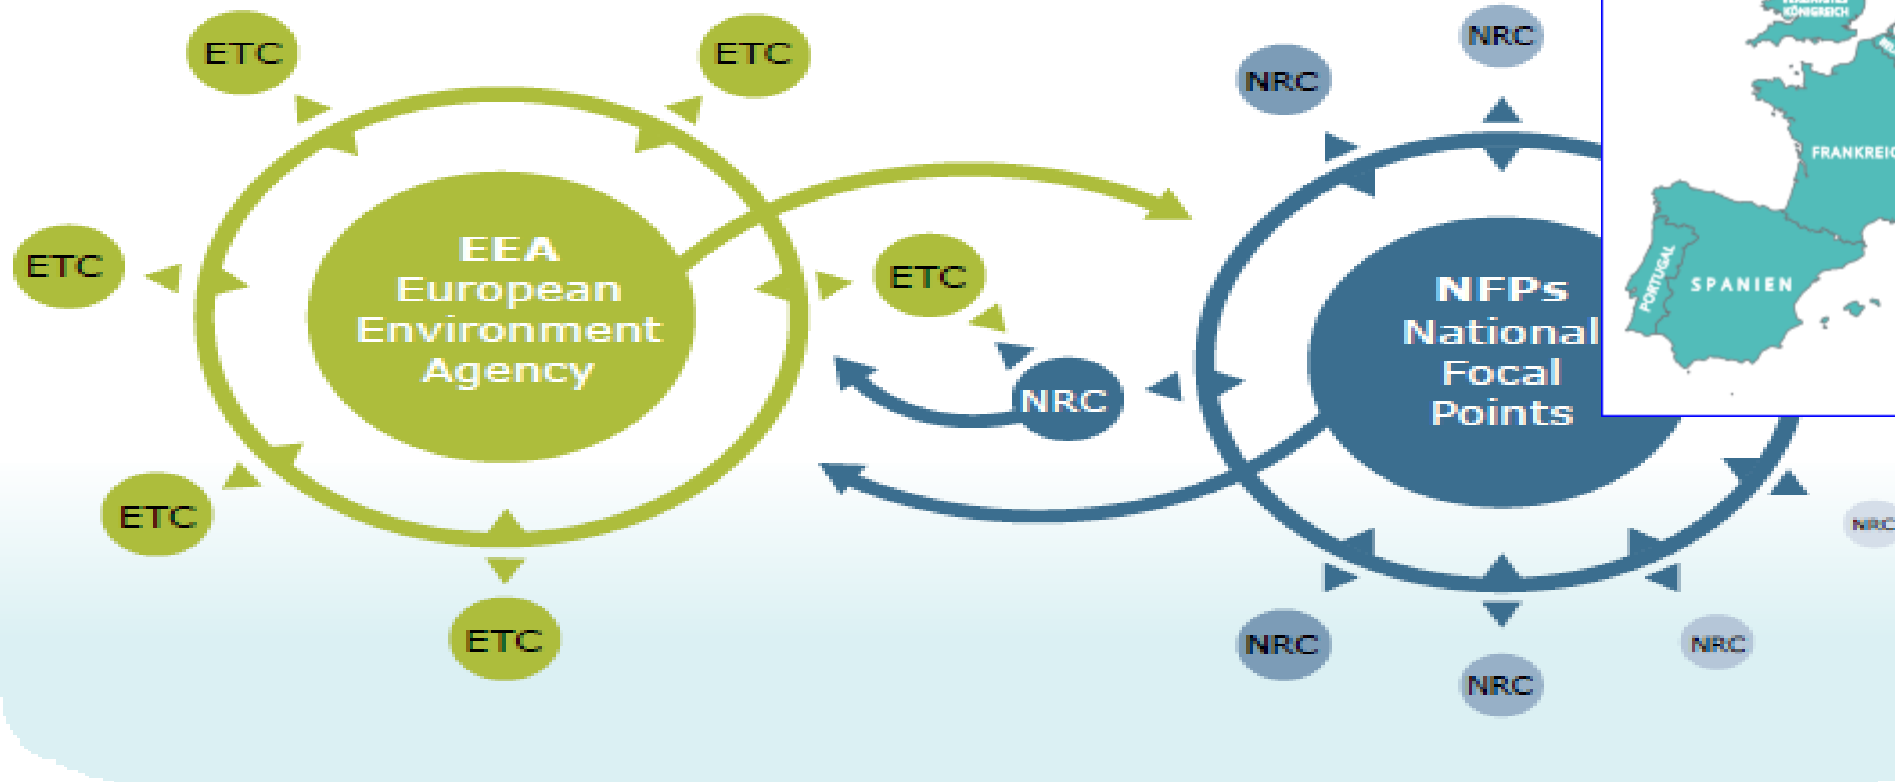 ETC
ETC
NRC
NRC
KÖNIGREICH
ETC
EEA
European
Environment
Agency
ETC
NRC
NFPs
National
Focal
Points
PORTUGAL
SPANIEN
ETC
ETC
NRC
NRC
NRC
NRC